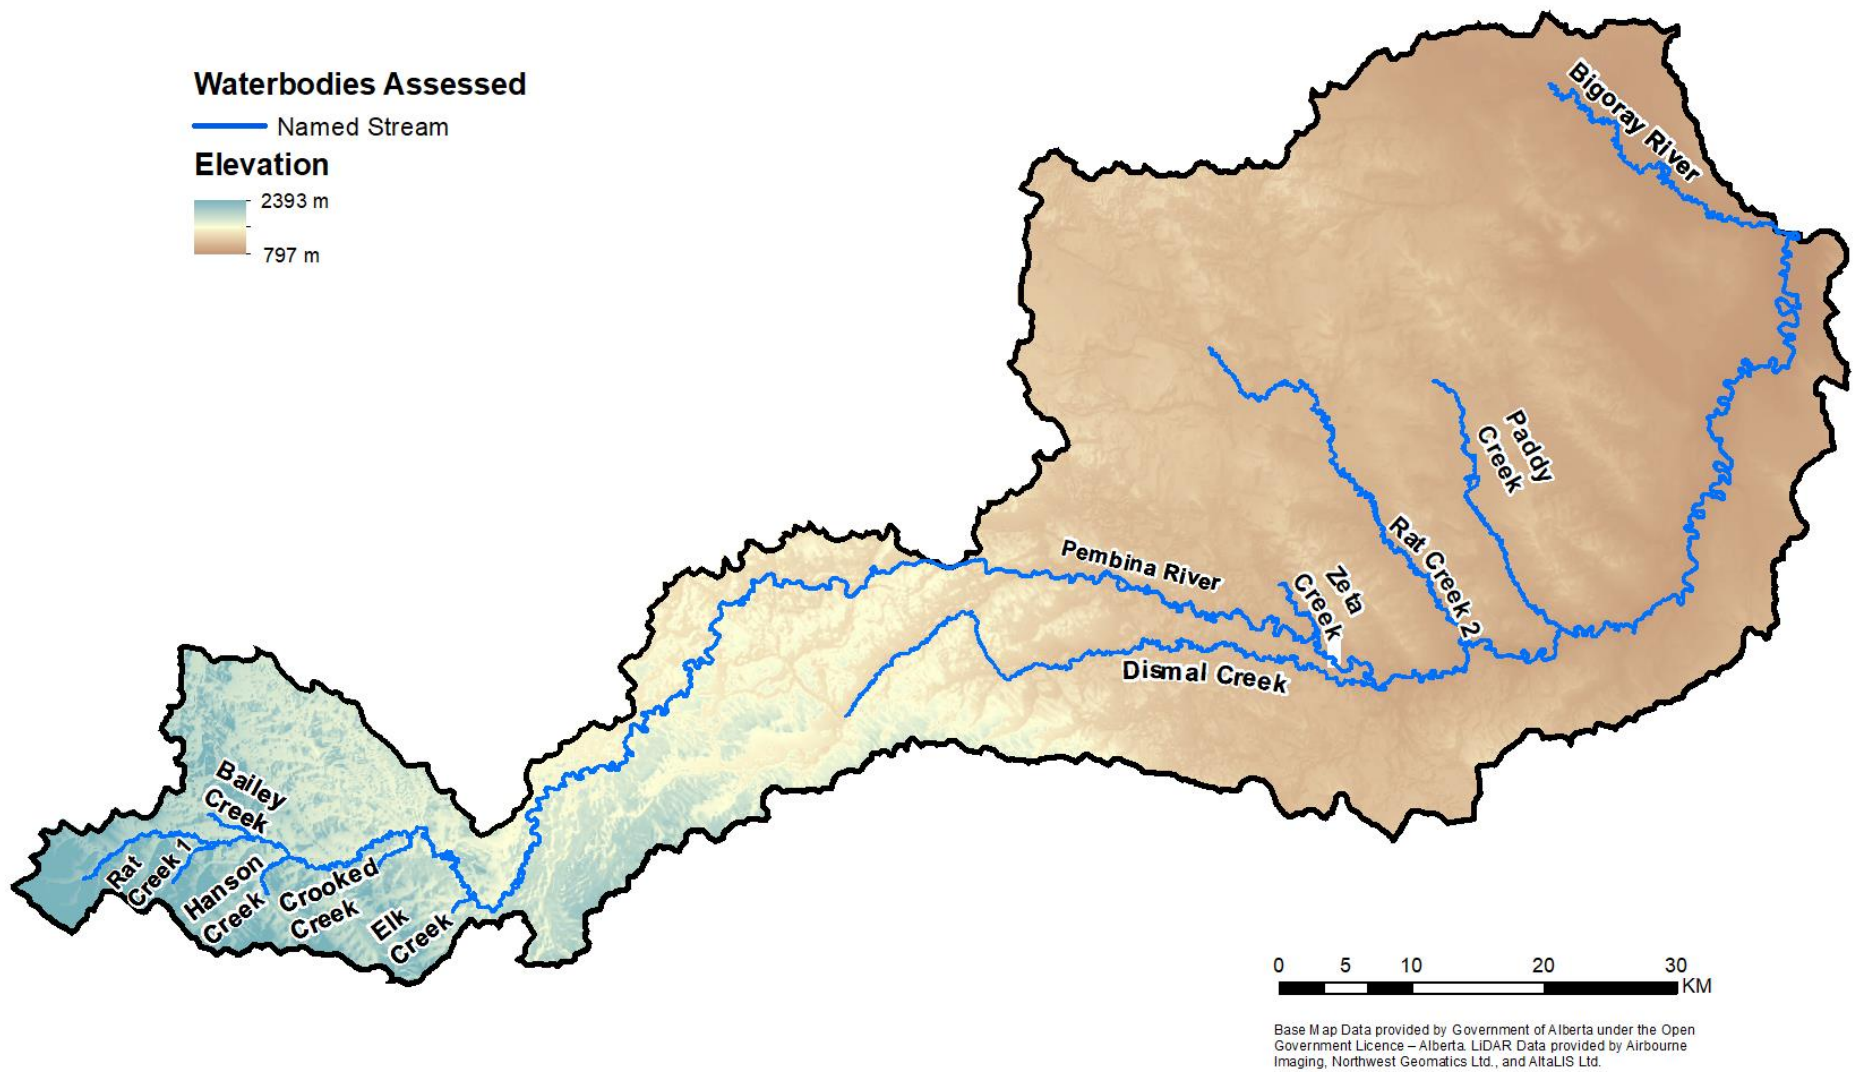 Waterbodies Assessed
Named Stream
Elevation
2393 m
797 m
Bigoray River
Paddy
Creek
Rat Creek 2
Zeta
Creek
Pembina River
Dismal Creek
Bailey
Creek
Rat
Creek 1
Hanson
Creek
Crooked
Creek
Elk
Creek
0 5 10 20 30
KM
Base Map Data provided by Government of Alberta under the Open
Government Licence – Alberta. LiDAR Data provided by Airbourne
Imaging, Northwest Geomatics Ltd., and AltaLIS Ltd.